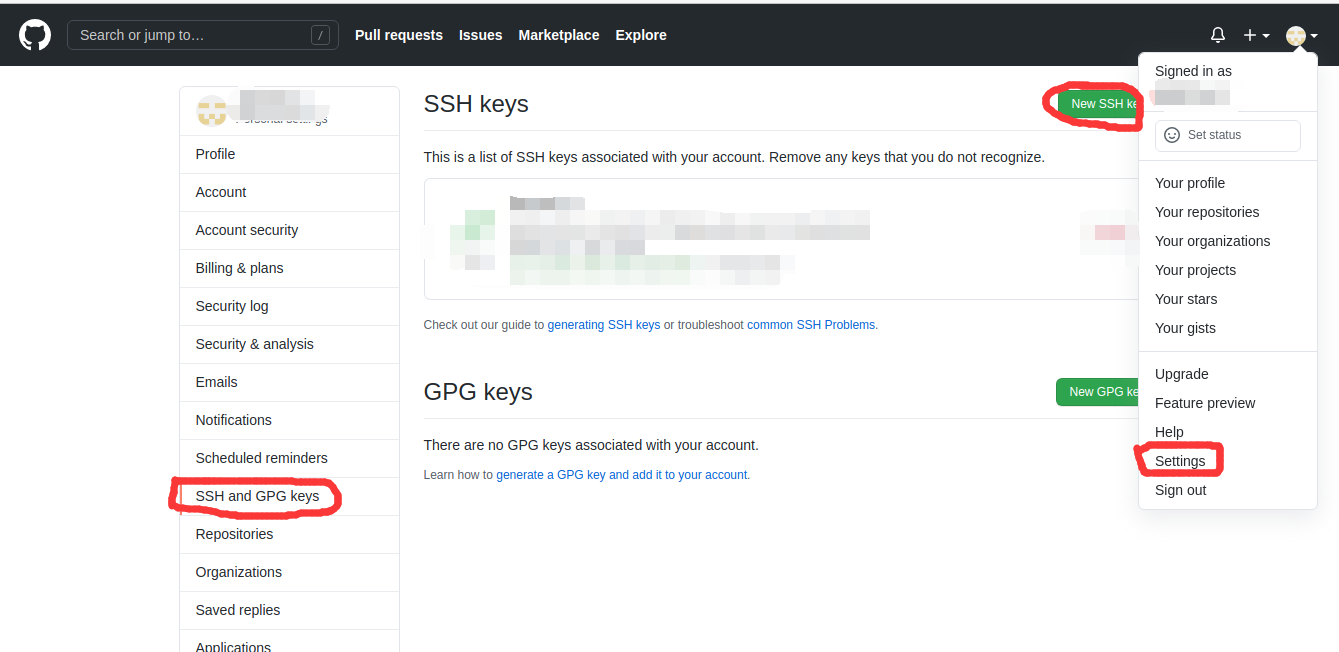 Search or jump to…
/
Pull requests
Issues
Marketplace
Explore
Signed in as
Set status
Your profile
Your repositories
Your organizations
Your projects
Your stars
Your gists
Upgrade
Feature preview
Help
Settings
Sign out
Personal settings
Profile
Account
Account security
Billing & plans
Security log
Security & analysis
Emails
Notifications
Scheduled reminders
SSH and GPG keys
Repositories
Organizations
Saved replies
Applications
SSH keys
New SSH ke
This is a list of SSH keys associated with your account. Remove any keys that you do not recognize.
Check out our guide to generating SSH keys or troubleshoot common SSH Problems.
GPG keys
New GPG ke
There are no GPG keys associated with your account.
Learn how to generate a GPG key and add it to your account.